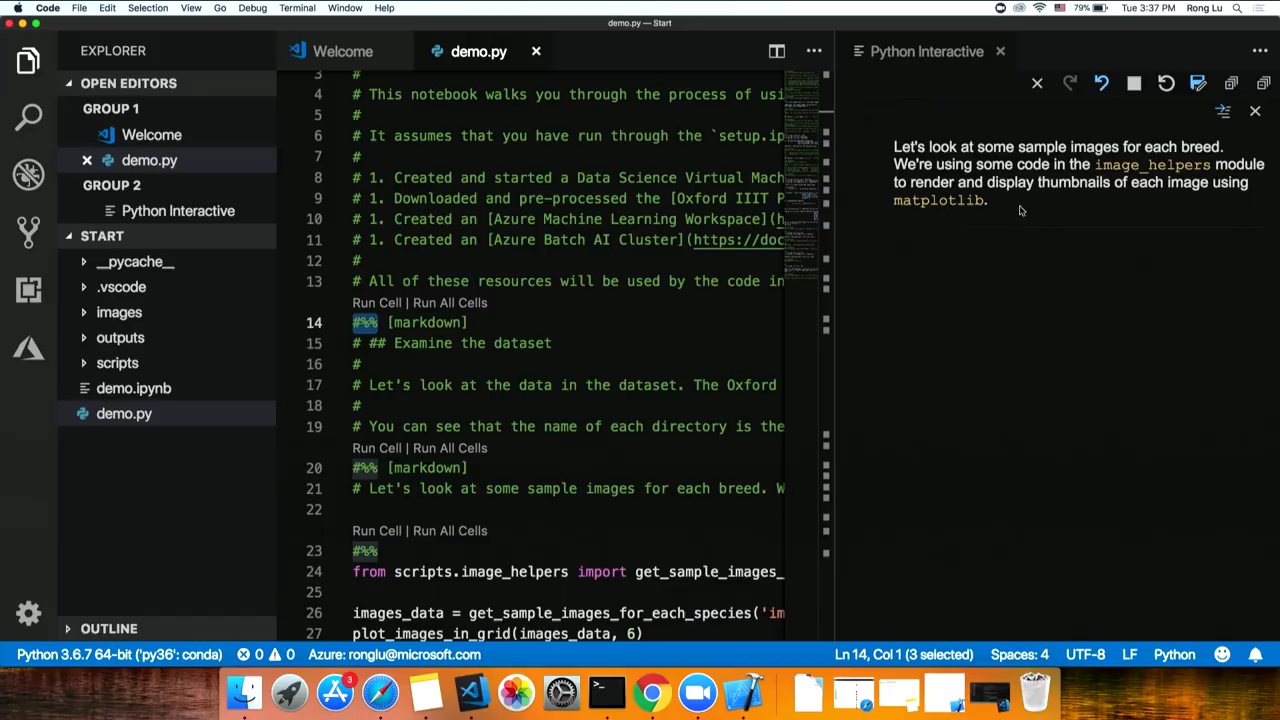 Code File Edit Selection View Go Debug Terminal Window Help
79% Tue 3:37 PM Rong Lu
demo.py — Start
EXPLORER
OPEN EDITORS
P 1
Welcome
demo.py
P 2
Python Interactive
ST
__pycache__
images
outputs
scripts
demo.ipynb
demo.py
OUTLINE
Welcome
demo.py
3 #
4 # This notebook walks you through the process of usi
5 #
6 # It assumes that you have run through the `setup.ip
7 #
8 # 1. Created and started a Data Science Virtual Mach
9 # 1. Downloaded and pre-processed the [Oxford IIIT P
10 # 1. Created an [Azure Machine Learning Workspace](h
11 # 1. Created an [Azure Batch AI Cluster](https://doc
12 #
13 # All of these resources will be used by the code in
Run Cell | Run All Cells
14 #%% [markdown]
15 # ## Examine the dataset
16 #
17 # Let's look at the data in the dataset. The Oxford
18 #
19 # You can see that the name of each directory is the
Run Cell | Run All Cells
20 #%% [markdown]
21 # Let's look at some sample images for each breed. W
22
Run Cell | Run All Cells
23 #%%
24 from scripts.image_helpers import get_sample_images_
25
26 images_data = get_sample_images_for_each_species('im
27 plot_images_in_grid(images_data, 6)
Python Interactive
Let's look at some sample images for each breed.
We're using some code in the image_helpers module
to render and display thumbnails of each image using
matplotlib.
Python 3.6.7 64-bit ('py36': conda) 0 0 Azure: ronglu@microsoft.com
Ln 14, Col 1 (3 selected) Spaces: 4 UTF-8 LF Python
3